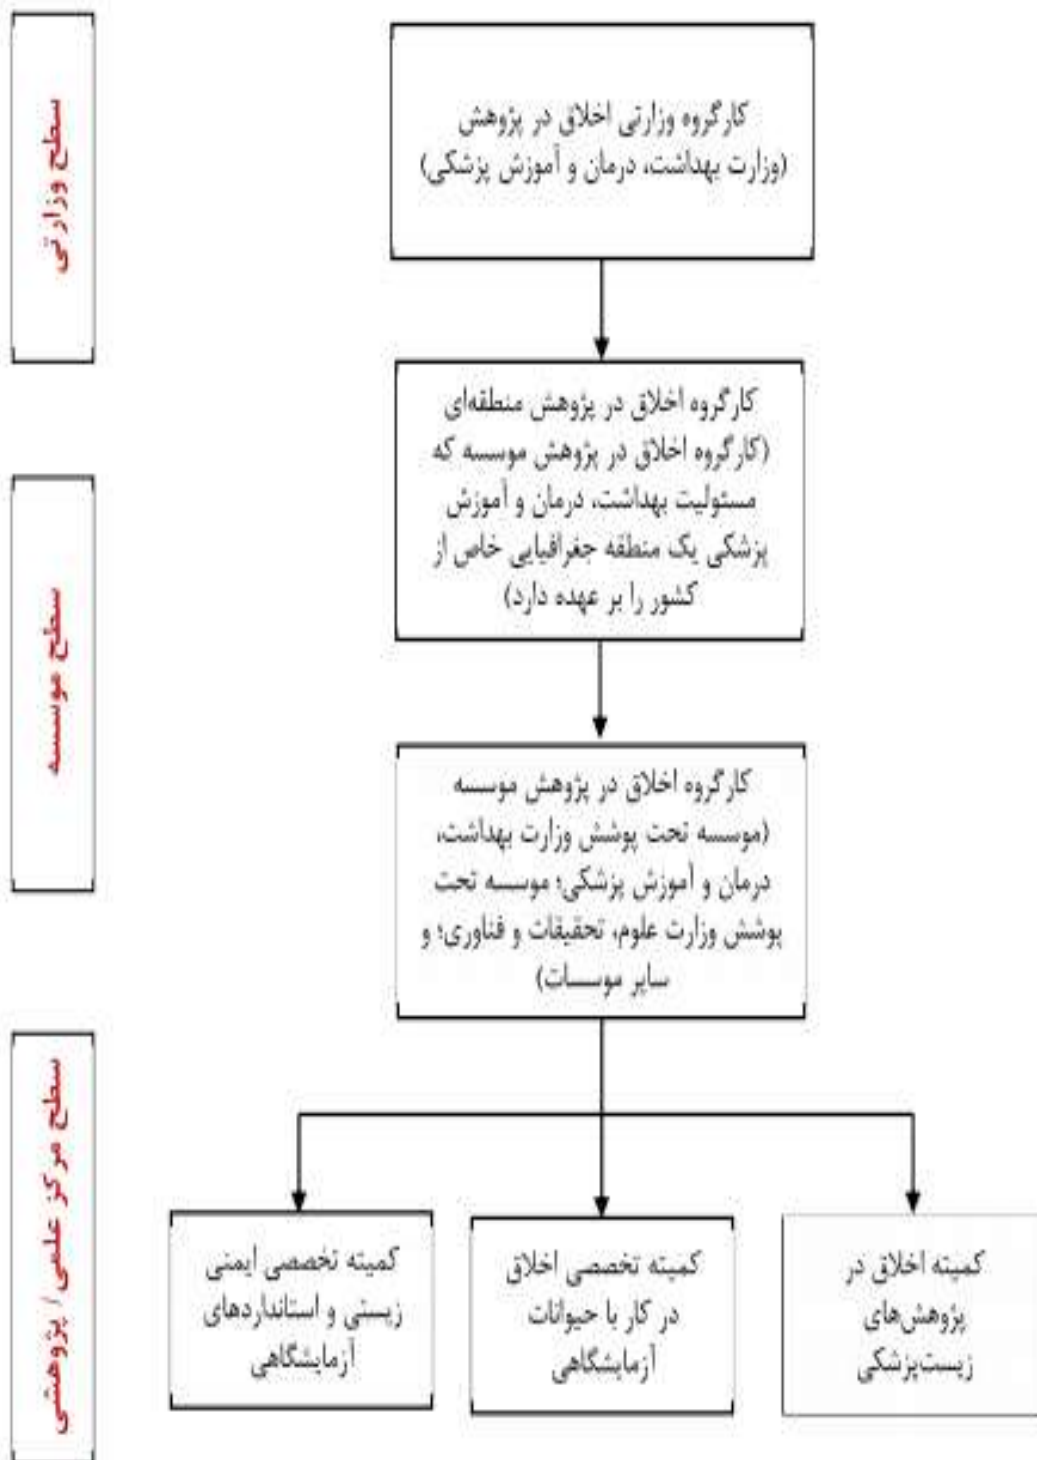 سطح وزارتی
کارگروه وزارتی اخلاق در پژوهش
(وزارت بهداشت، درمان و آموزش پزشکی)
سطح موسسه
کارگروه اخلاق در پژوهش منطقه‌ای
(کارگروه اخلاق در پژوهش موسسه که
مسئولیت بهداشت، درمان و آموزش
پزشکی یک منطقه جغرافیایی خاص از
کشور را بر عهده دارد)
کارگروه اخلاق در پژوهش موسسه
(موسسه تحت پوشش وزارت بهداشت،
درمان و آموزش پزشکی؛ موسسه تحت
پوشش وزارت علوم، تحقیقات و فناوری؛ و
سایر موسسات)
سطح مرکز علمی / پژوهشی
کمیته اخلاق در
پژوهش‌های
زیست‌پزشکی
کمیته تخصصی اخلاق
در کار با حیوانات
آزمایشگاهی
کمیته تخصصی ایمنی
زیستی و استانداردهای
آزمایشگاهی